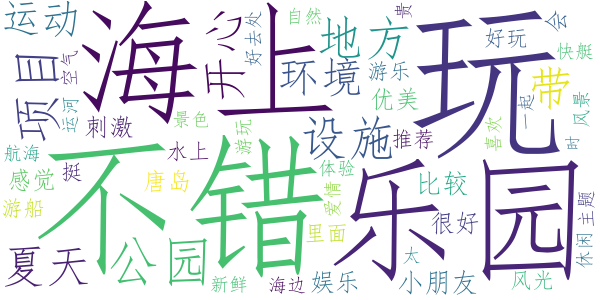 运动
海上
开心
好去处
自然
地方
贵
玩
好玩
会
快艇
项目
空气
运河
刺激
景色
环境
游乐
优美
带
一起
风景
喜欢
时
航海
感觉
挺
水上
游玩
设施
推荐
体验
爱情
唐岛
游船
不错
乐园
比较
很好
里面
太
主题
休闲
夏天
公园
新鲜
海边
娱乐
小朋友
风光